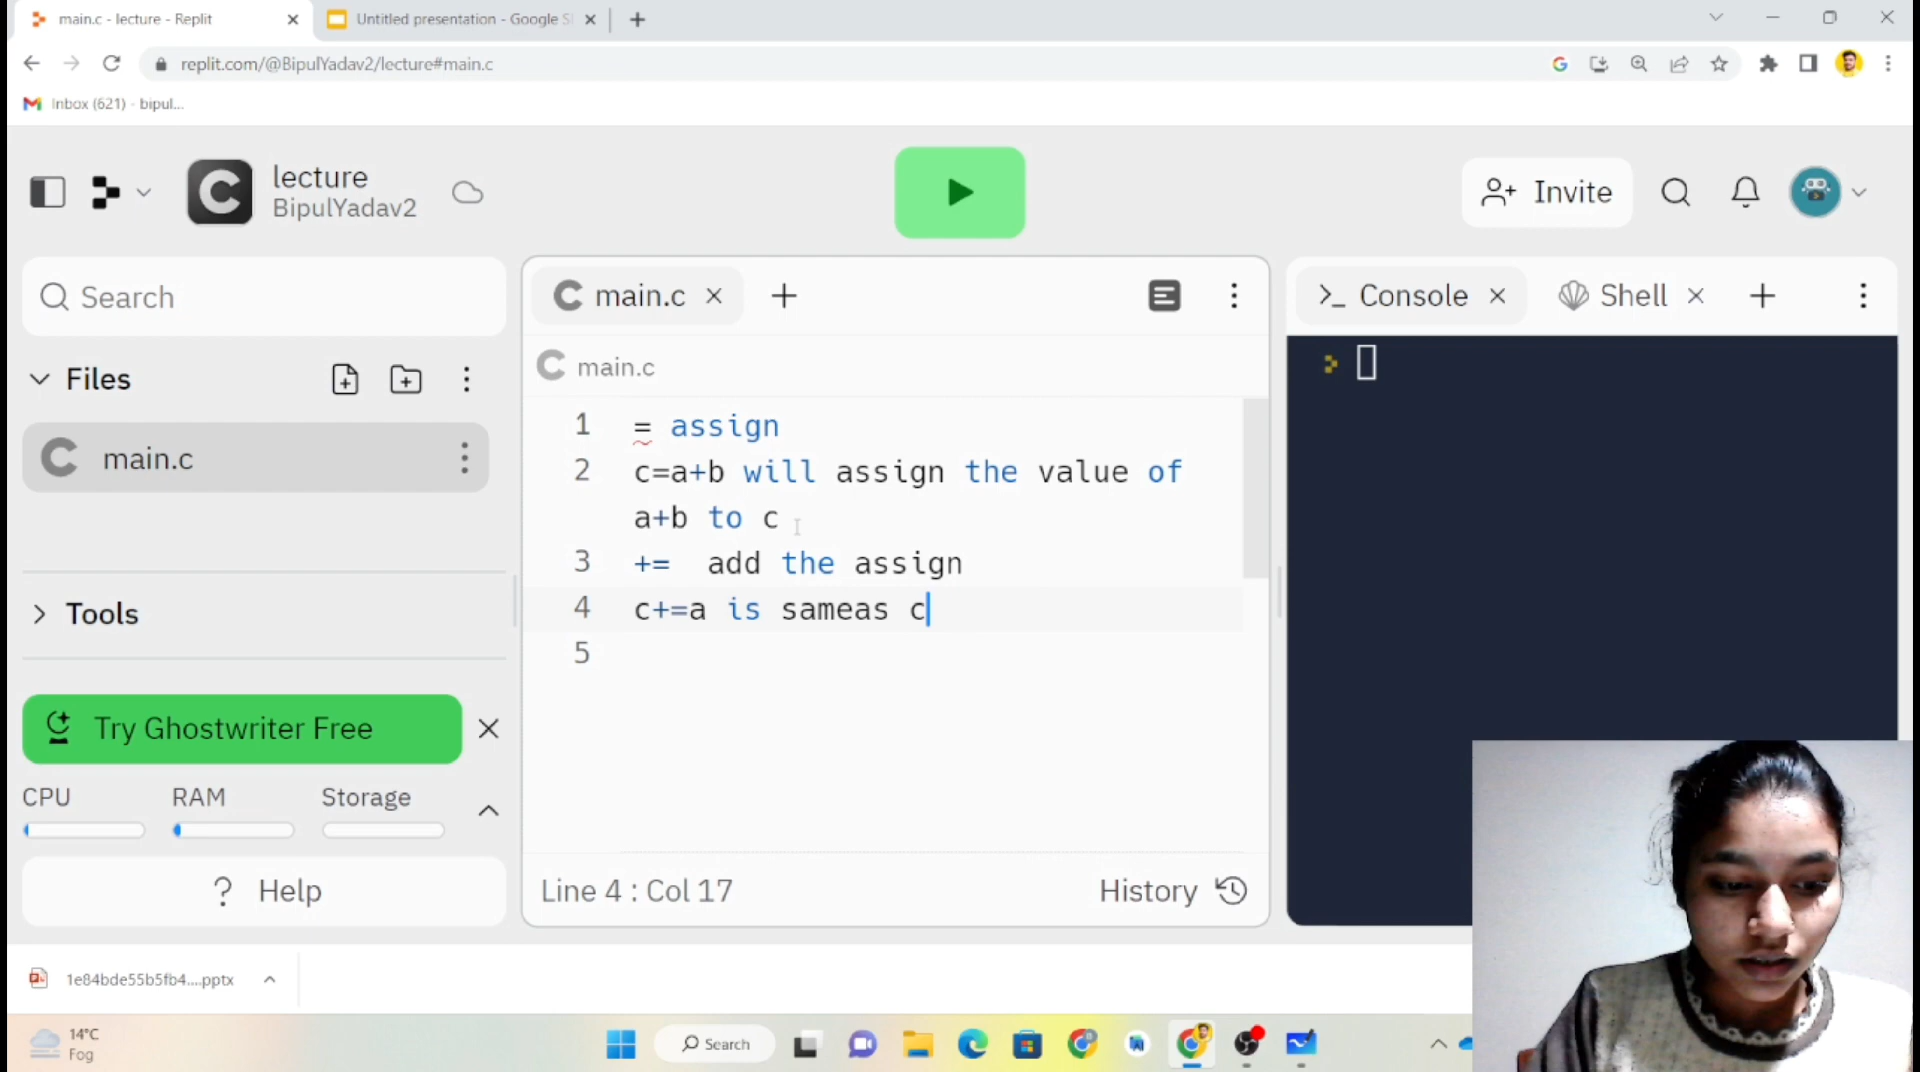 main.c - lecture - Replit
Untitled presentation - Google Sl
replit.com/@BipulYadav2/lecture#main.c
Inbox (621) - bipul...
lecture
BipulYadav2
Invite
Search
main.c
Console
Shell
Files
main.c
main.c
1 = assign
2 c=a+b will assign the value of
a+b to c
3 +=  add the assign
4 c+=a is sameas c
5
Tools
Try Ghostwriter Free
CPU RAM Storage
? Help
Line 4 : Col 17
History
1e84bde55b5fb4....pptx
14°C
Fog
Search